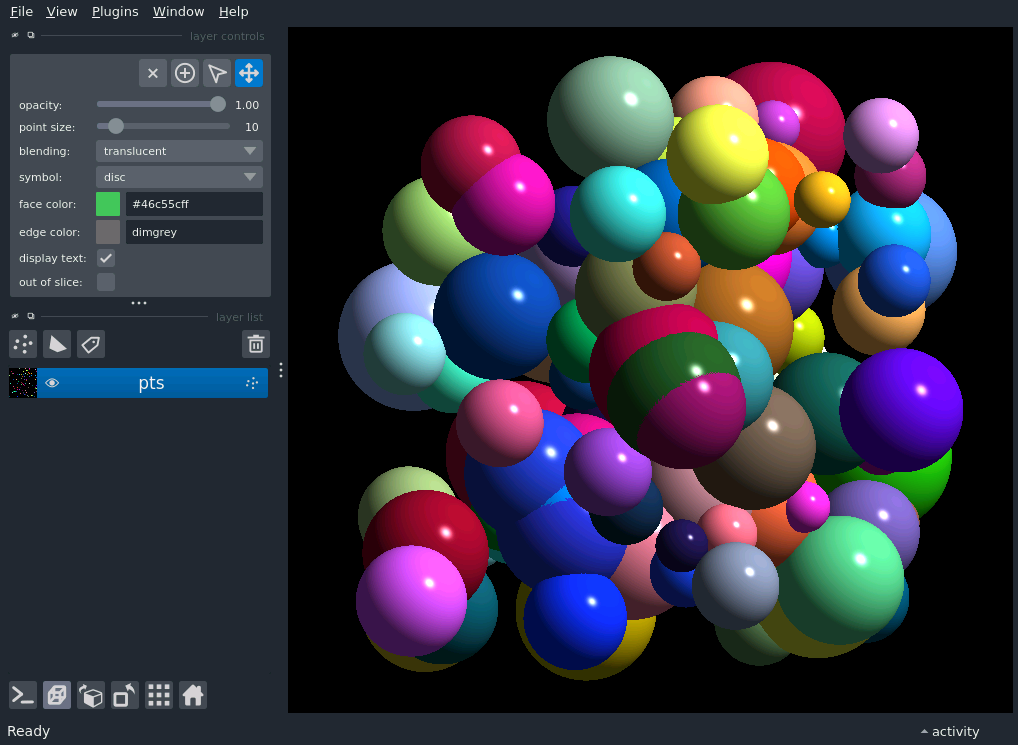 File View Plugins Window Help
layer controls
opacity: 1.00
point size: 10
blending: translucent
symbol: disc
face color: #46c55cff
edge color: dimgrey
display text:
out of slice:
layer list
pts
Ready
activity